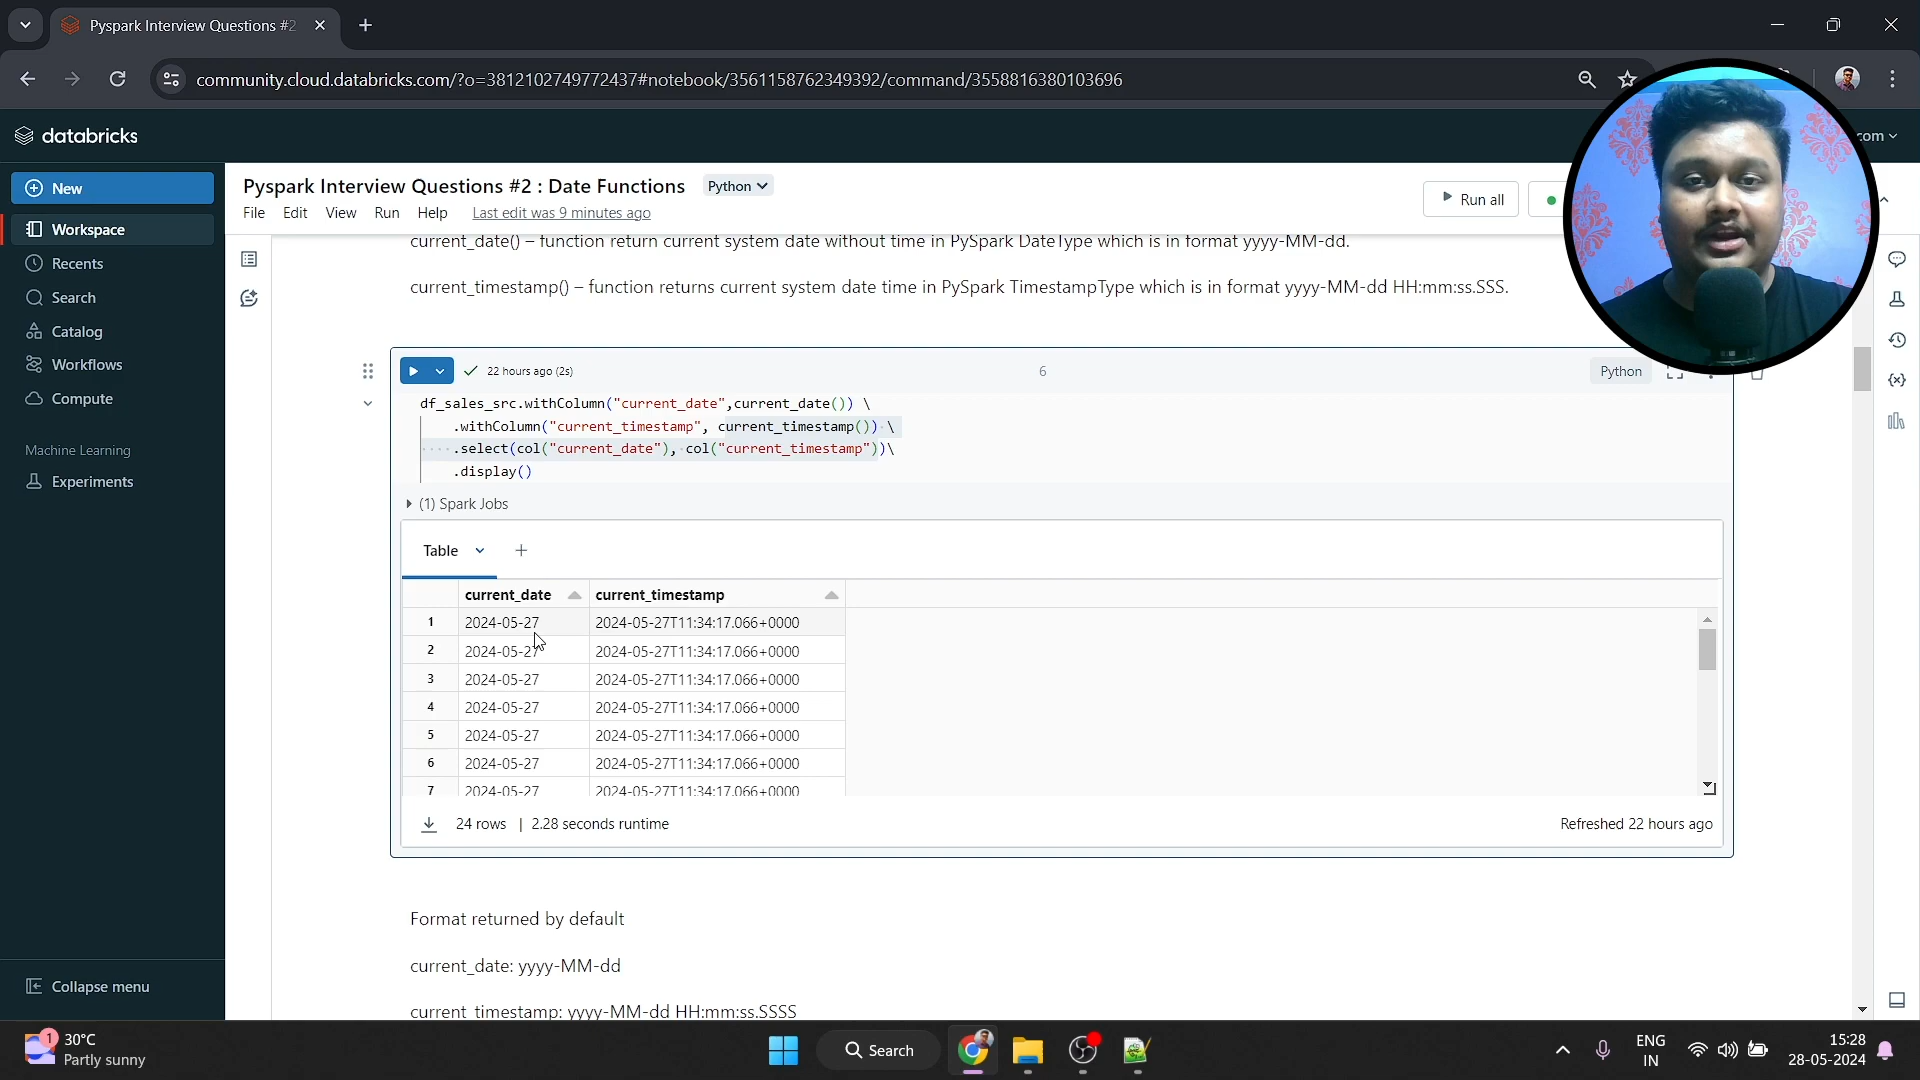 Pyspark Interview Questions #2
community.cloud.databricks.com/?o=3812102749772437#notebook/3561158762349392/command/3558816380103696
databricks
.com
New
Workspace
Recents
Search
Catalog
Workflows
Compute
Machine Learning
Experiments
Collapse menu
Pyspark Interview Questions #2 : Date Functions
Python
File Edit View Run Help Last edit was 9 minutes ago
Run all
current_date() – function return current system date without time in PySpark DateType which is in format yyyy-MM-dd.
current_timestamp() – function returns current system date time in PySpark TimestampType which is in format yyyy-MM-dd HH:mm:ss.SSS.
22 hours ago (2s)
6
Python
df_sales_src.withColumn("current_date",current_date()) \
.withColumn("current_timestamp", current_timestamp()) \
.select(col("current_date"), col("current_timestamp"))\
.display()
(1) Spark Jobs
Table
current_date current_timestamp
1 2024-05-27 2024-05-27T11:34:17.066+0000
2 2024-05-27 2024-05-27T11:34:17.066+0000
3 2024-05-27 2024-05-27T11:34:17.066+0000
4 2024-05-27 2024-05-27T11:34:17.066+0000
5 2024-05-27 2024-05-27T11:34:17.066+0000
6 2024-05-27 2024-05-27T11:34:17.066+0000
7 2024-05-27 2024-05-27T11:34:17.066+0000
24 rows | 2.28 seconds runtime
Refreshed 22 hours ago
Format returned by default
current_date: yyyy-MM-dd
current_timestamp: yyyy-MM-dd HH:mm:ss.SSSS
1
30°C
Partly sunny
Search
ENG
IN
15:28
28-05-2024